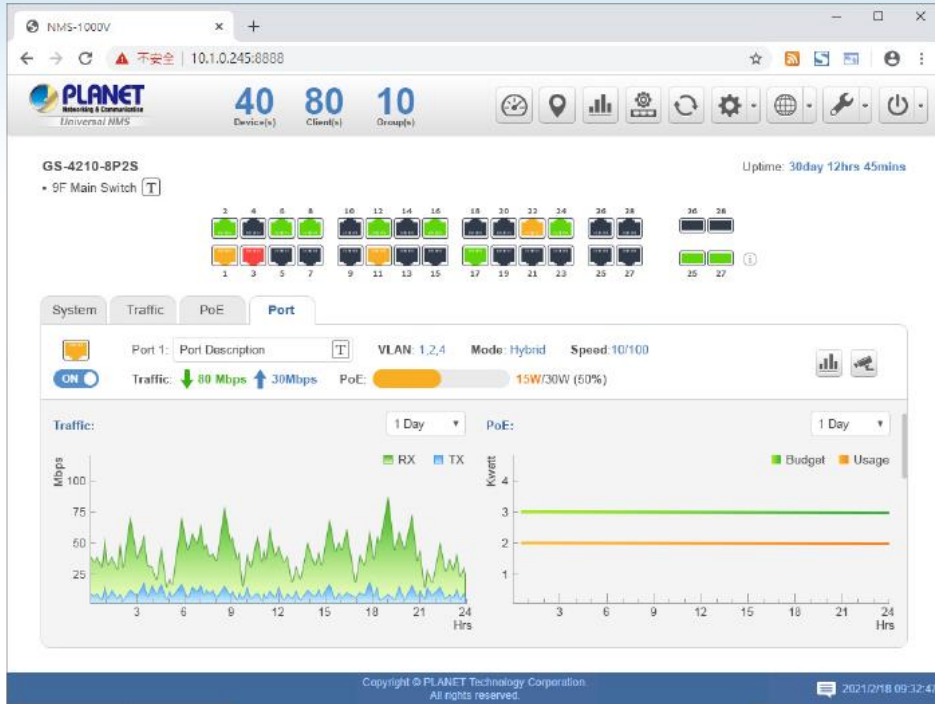 NMS-1000V
不安全 | 10.1.0.245:8888
PLANET
Networking & Communication
Universal NMS
40
Device(s)
80
Client(s)
10
Group(s)
GS-4210-8P2S
Uptime: 30day 12hrs 45mins
• 9F Main Switch T
2 4 6 8 10 12 14 16 18 20 22 24 26 28 26 28
1 3 5 7 9 11 13 15 17 19 21 23 25 27 25 27
System Traffic PoE Port
Port 1: Port Description T VLAN: 1,2,4 Mode: Hybrid Speed:10/100
ON Traffic: 80 Mbps 30Mbps PoE: 15W/30W (50%)
Traffic: 1 Day PoE: 1 Day
RX TX Budget Usage
Mbps
100
75
50
25
3 6 9 12 15 18 21 24
Hrs
Kwatt
4
3
2
1
3 6 9 12 15 18 21 24
Hrs
Copyright © PLANET Technology Corporation.
All rights reserved.
2021/2/18 09:32:47